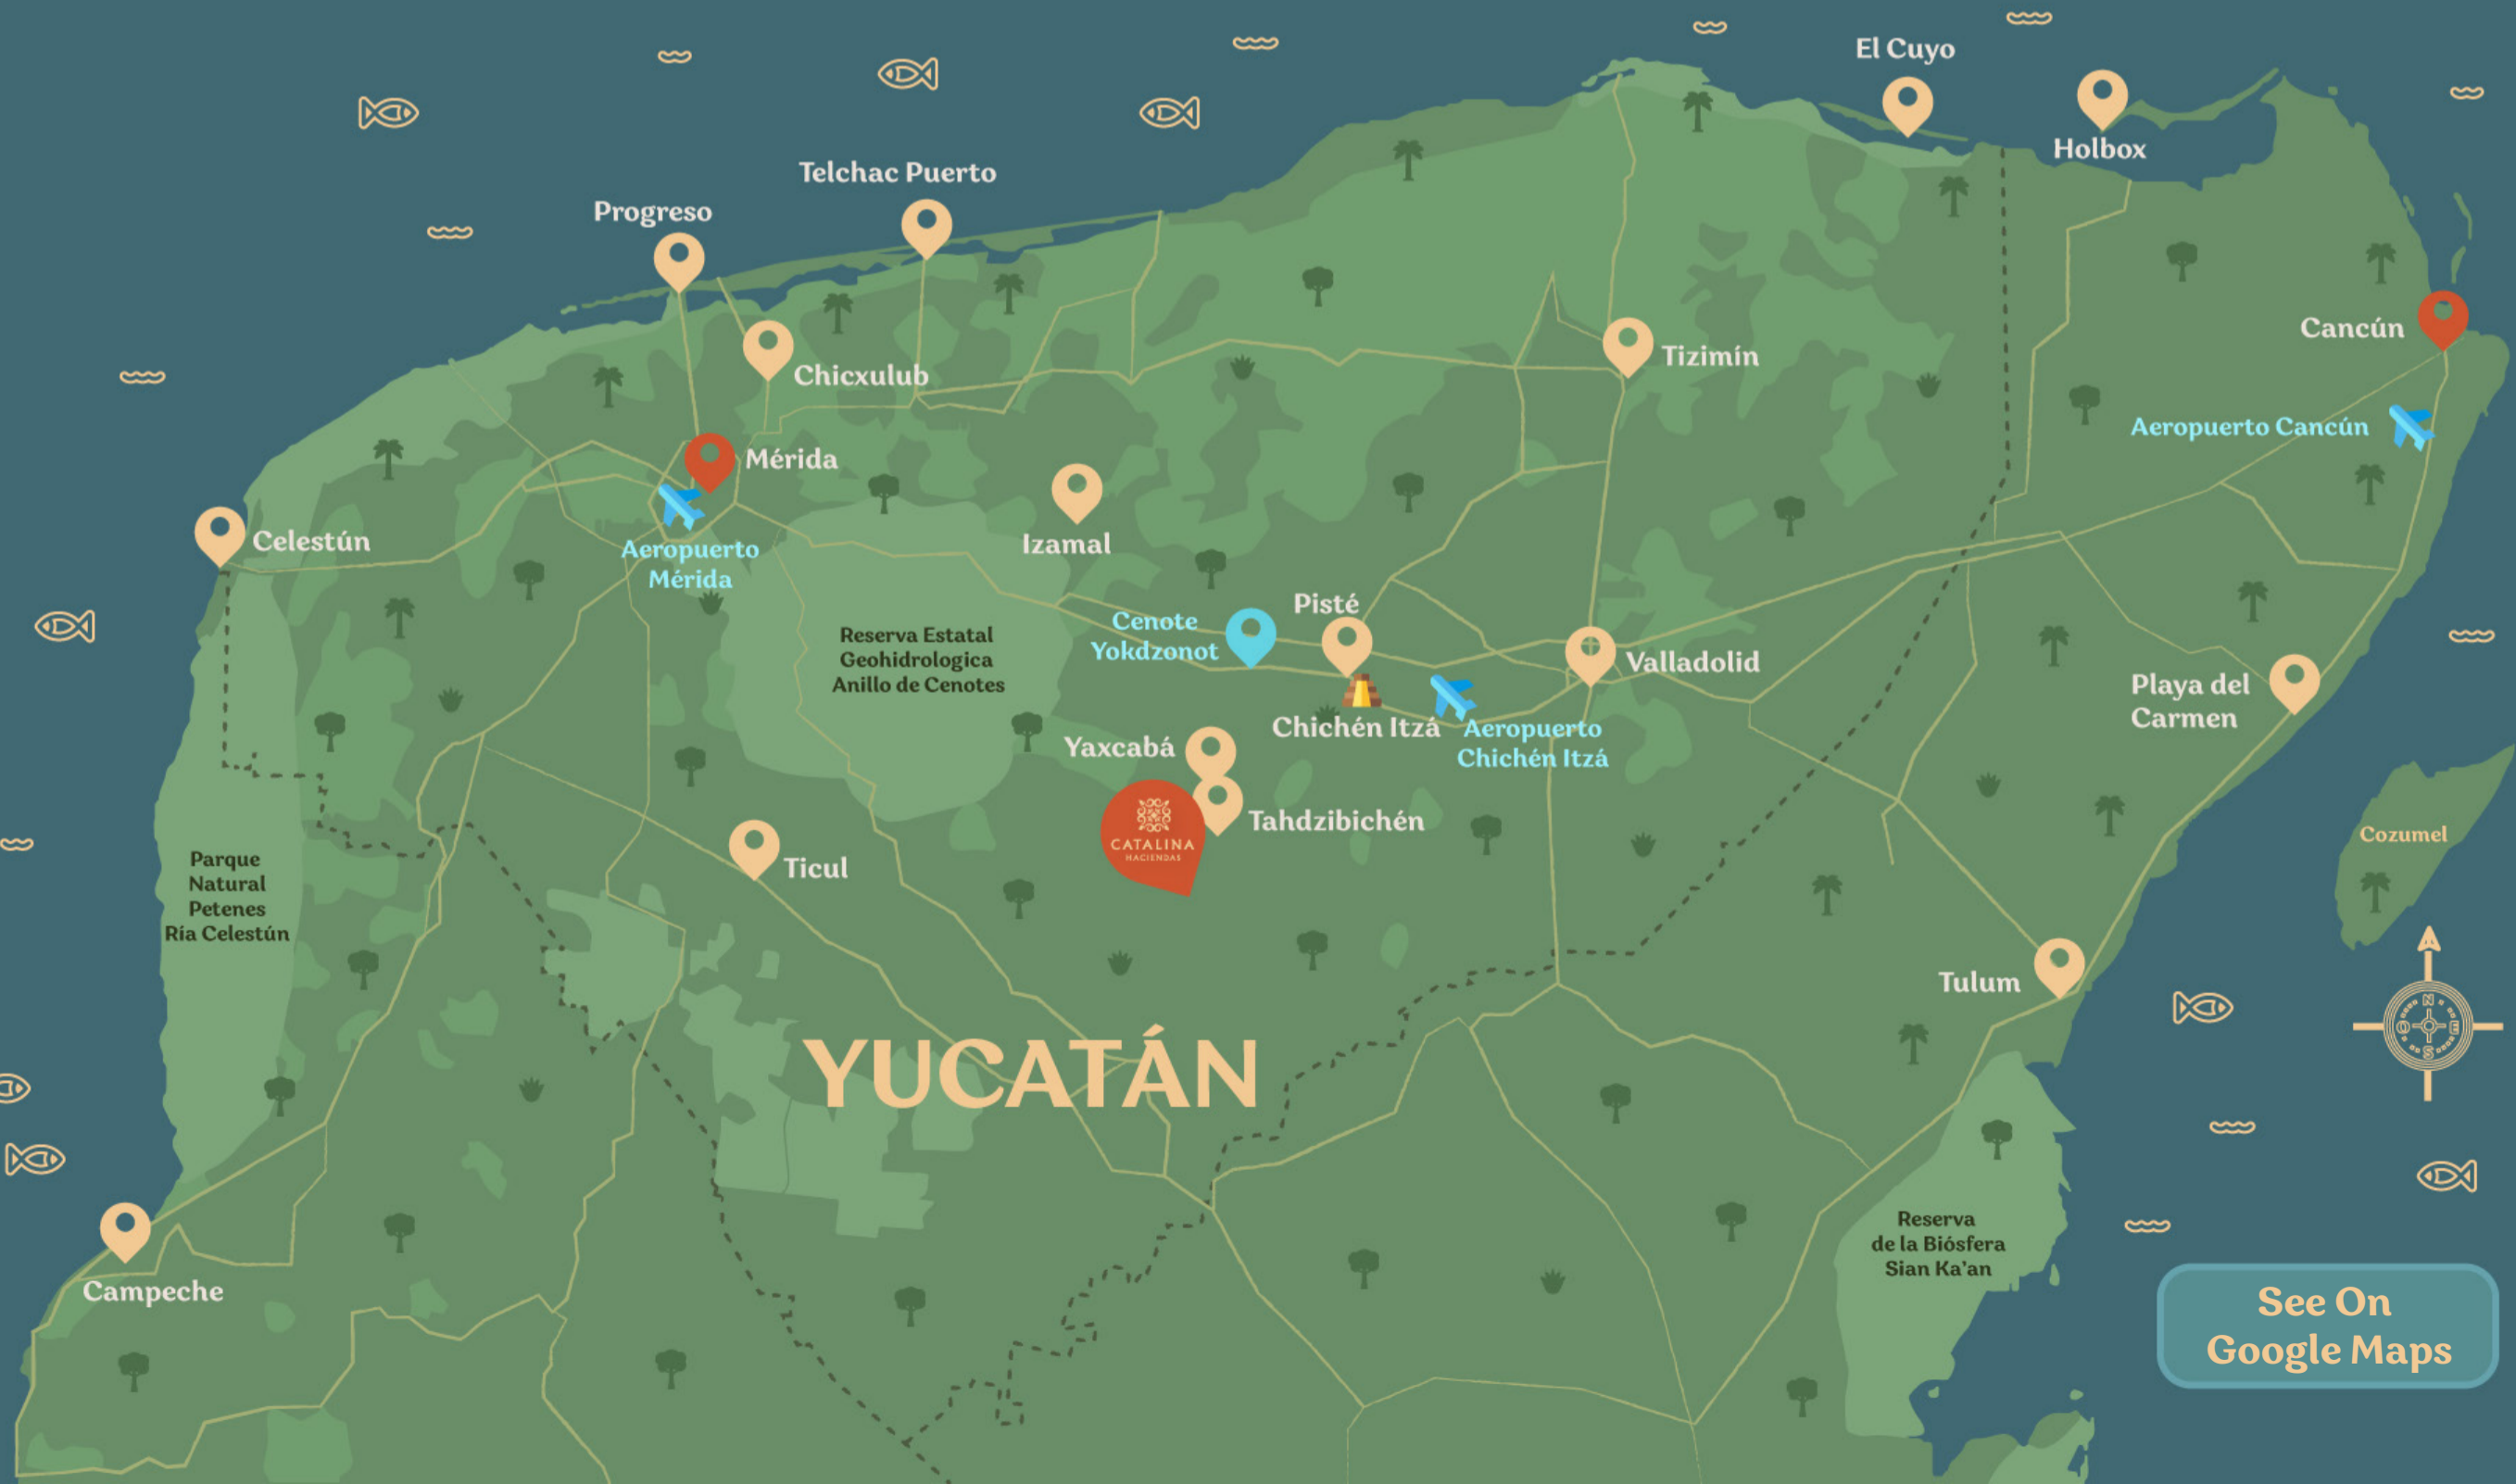 El Cuyo
Holbox
Telchac Puerto
Progreso
Cancún
Tizimín
Chicxulub
Aeropuerto Cancún
Mérida
Celestún
Izamal
Aeropuerto
Mérida
Pisté
Cenote
Yokdzonot
Reserva Estatal
Geohidrologica
Anillo de Cenotes
Valladolid
Playa del
Carmen
Chichén Itzá
Aeropuerto
Chichén Itzá
Yaxcabá
Tahdzibichén
CATALINA
HACIENDAS
Cozumel
Ticul
Parque
Natural
Petenes
Ría Celestún
Tulum
N
O
E
S
YUCATÁN
Reserva
de la Biósfera
Sian Ka'an
Campeche
See On
Google Maps